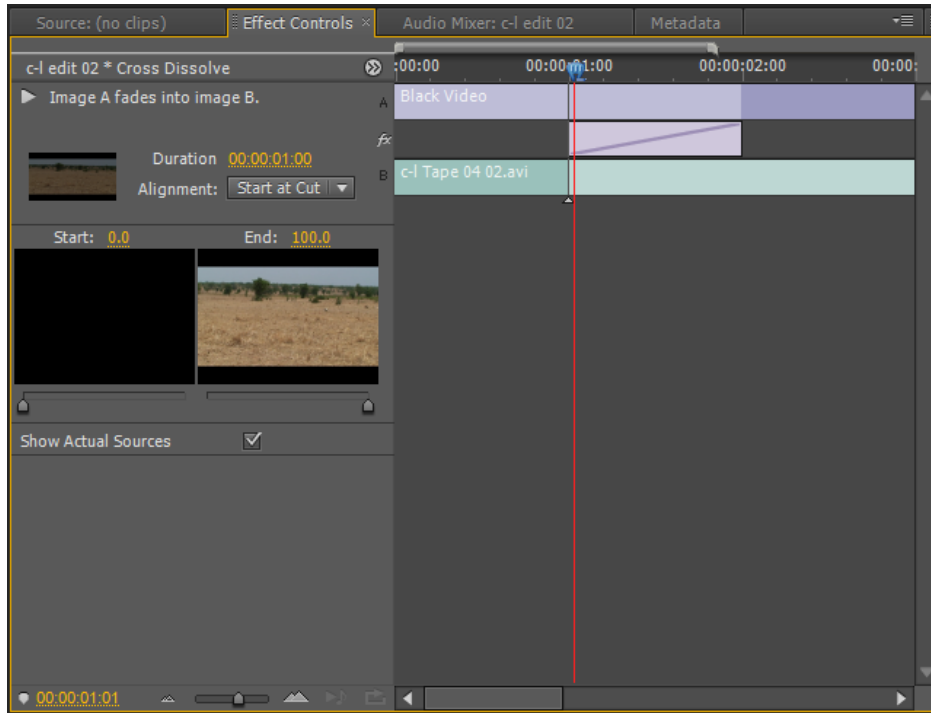 Source: (no clips) Effect Controls × Audio Mixer: c-l edit 02 Metadata
c-l edit 02 * Cross Dissolve :00:00 00:00:01:00 00:00:02:00 00:00:
Image A fades into image B. A Black Video
fx
Duration 00:00:01:00
B c-l Tape 04 02.avi
Alignment: Start at Cut
Start: 0.0 End: 100.0
Show Actual Sources
00:00:01:01